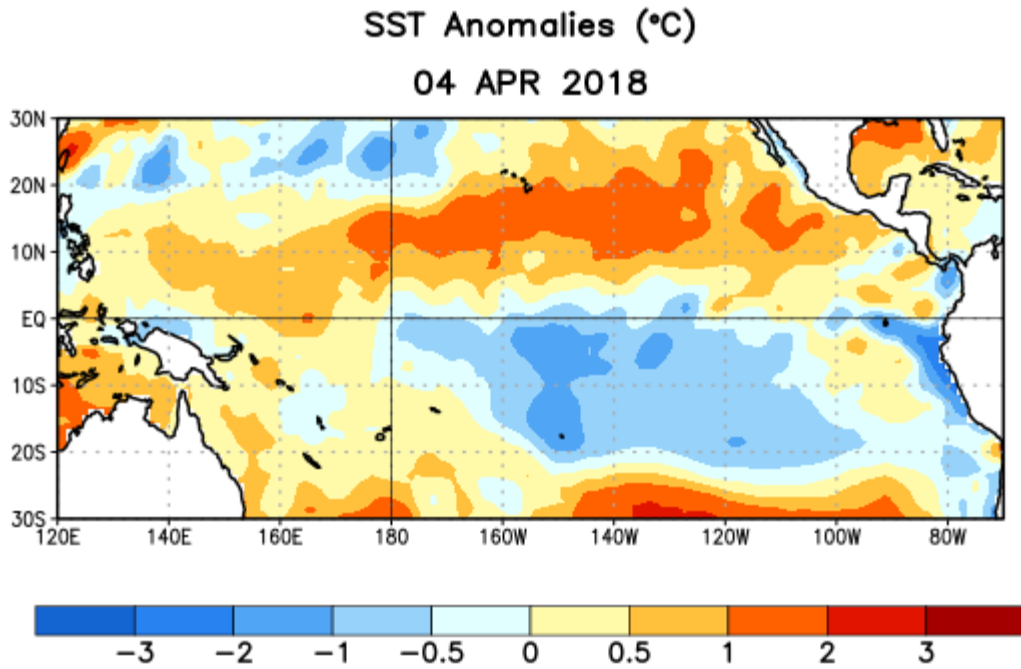 SST Anomalies (°C)
04 APR 2018
30N
20N
10N
EQ
10S
20S
30S
120E 140E 160E 180 160W 140W 120W 100W 80W
-3 -2 -1 -0.5 0 0.5 1 2 3